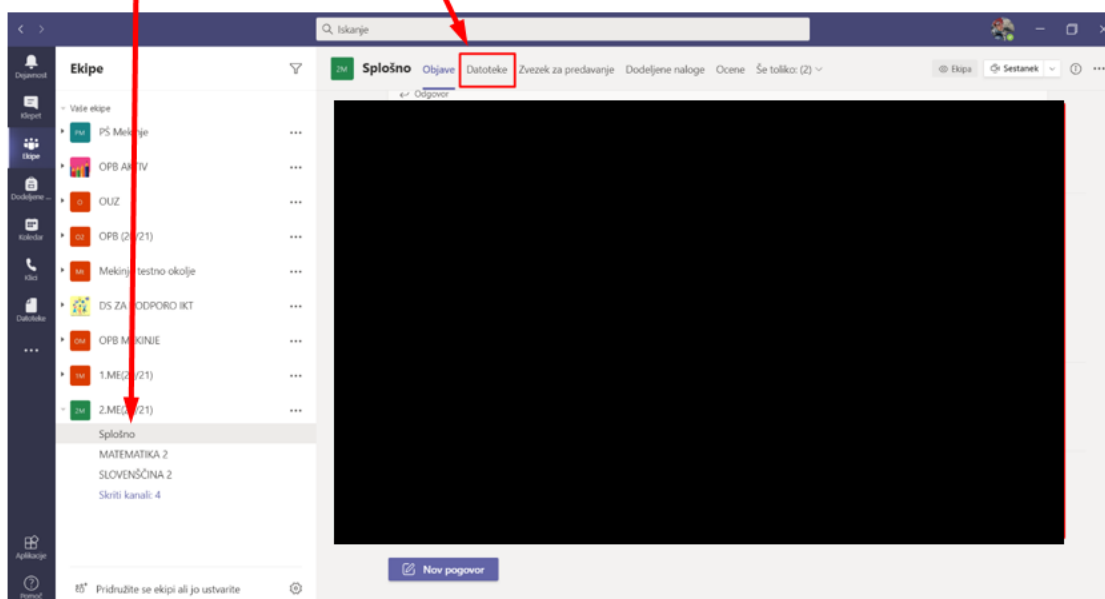 Iskanje
Dejavnost
Klepet
Ekipe
Dodeljene ...
Koledar
Klici
Datoteke
Aplikacije
Pomoč
Ekipe
Vaše ekipe
PM PŠ Mekinje
OPB AKTIV
O OUZ
O2 OPB (20/21)
Mt Mekinje testno okolje
DS ZA PODPORO IKT
OM OPB MEKINJE
1M 1.ME(20/21)
2M 2.ME(20/21)
Splošno
MATEMATIKA 2
SLOVENŠČINA 2
Skriti kanali: 4
Pridružite se ekipi ali jo ustvarite
2M Splošno Objave Datoteke Zvezek za predavanje Dodeljene naloge Ocene Še toliko: (2)
Ekipa Sestanek
Odgovor
Nov pogovor